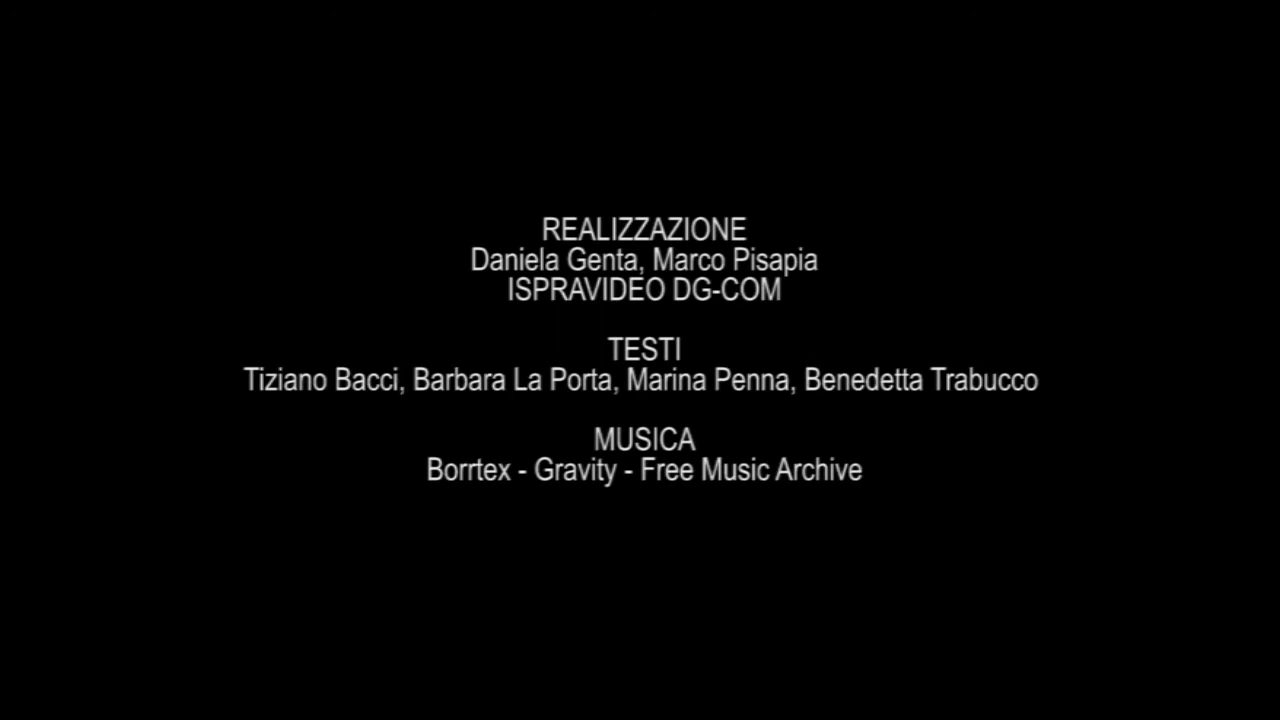 REALIZZAZIONE
Daniela Genta, Marco Pisapia
ISPRAVIDEO DG-COM
TESTI
Tiziano Bacci, Barbara La Porta, Marina Penna, Benedetta Trabucco
MUSICA
Borrtex - Gravity - Free Music Archive